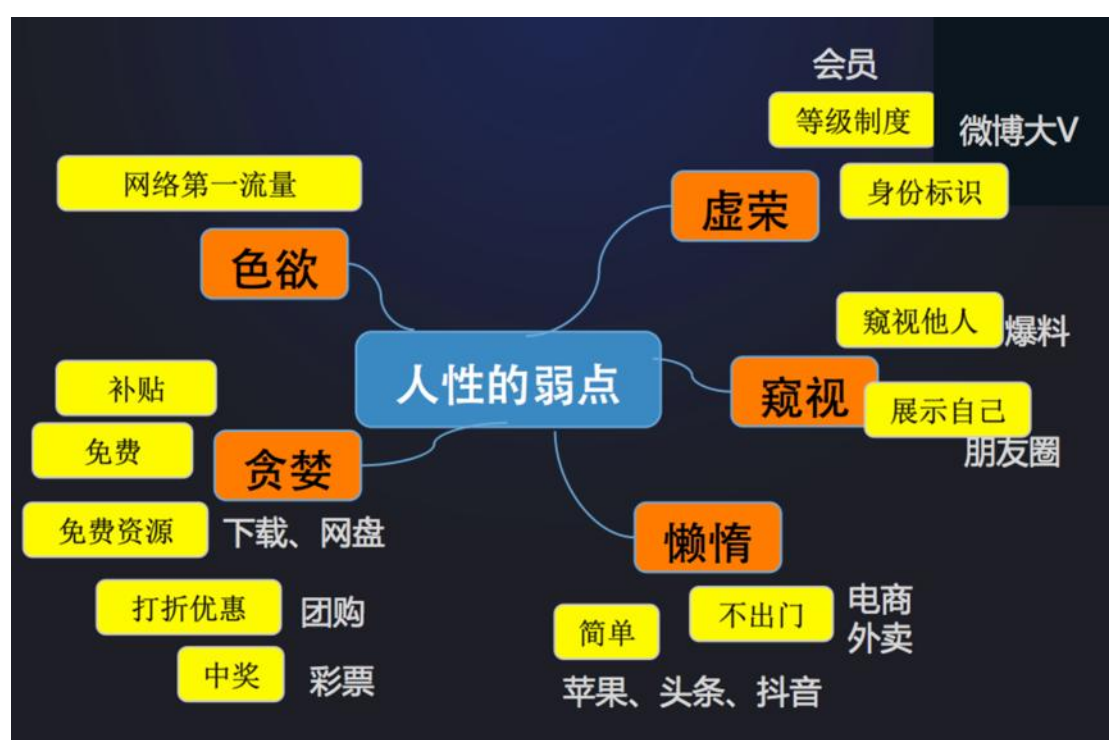 会员
等级制度
微博大V
网络第一流量
身份标识
虚荣
色欲
窥视他人
爆料
人性的弱点
补贴
窥视
展示自己
免费
朋友圈
贪婪
免费资源
下载、网盘
懒惰
打折优惠
团购
不出门
电商
外卖
简单
中奖
彩票
苹果、头条、抖音